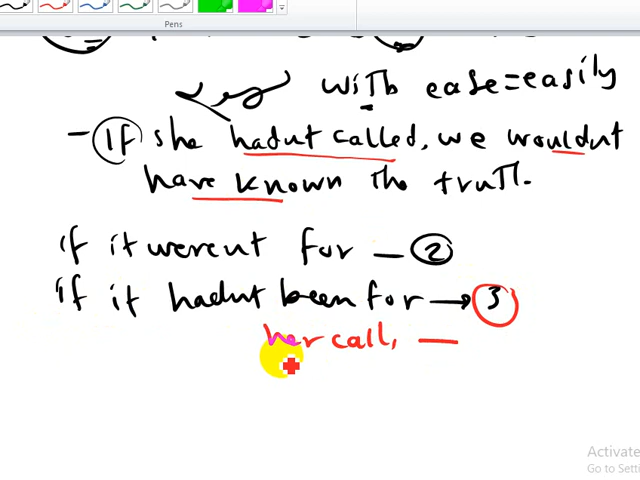 Pens
with ease=easily
- If she hadnt called, we wouldnt
have known the truth.
if it werent for — 2
if it hadnt been for → 3
her call, —
Activate
Go to Sett